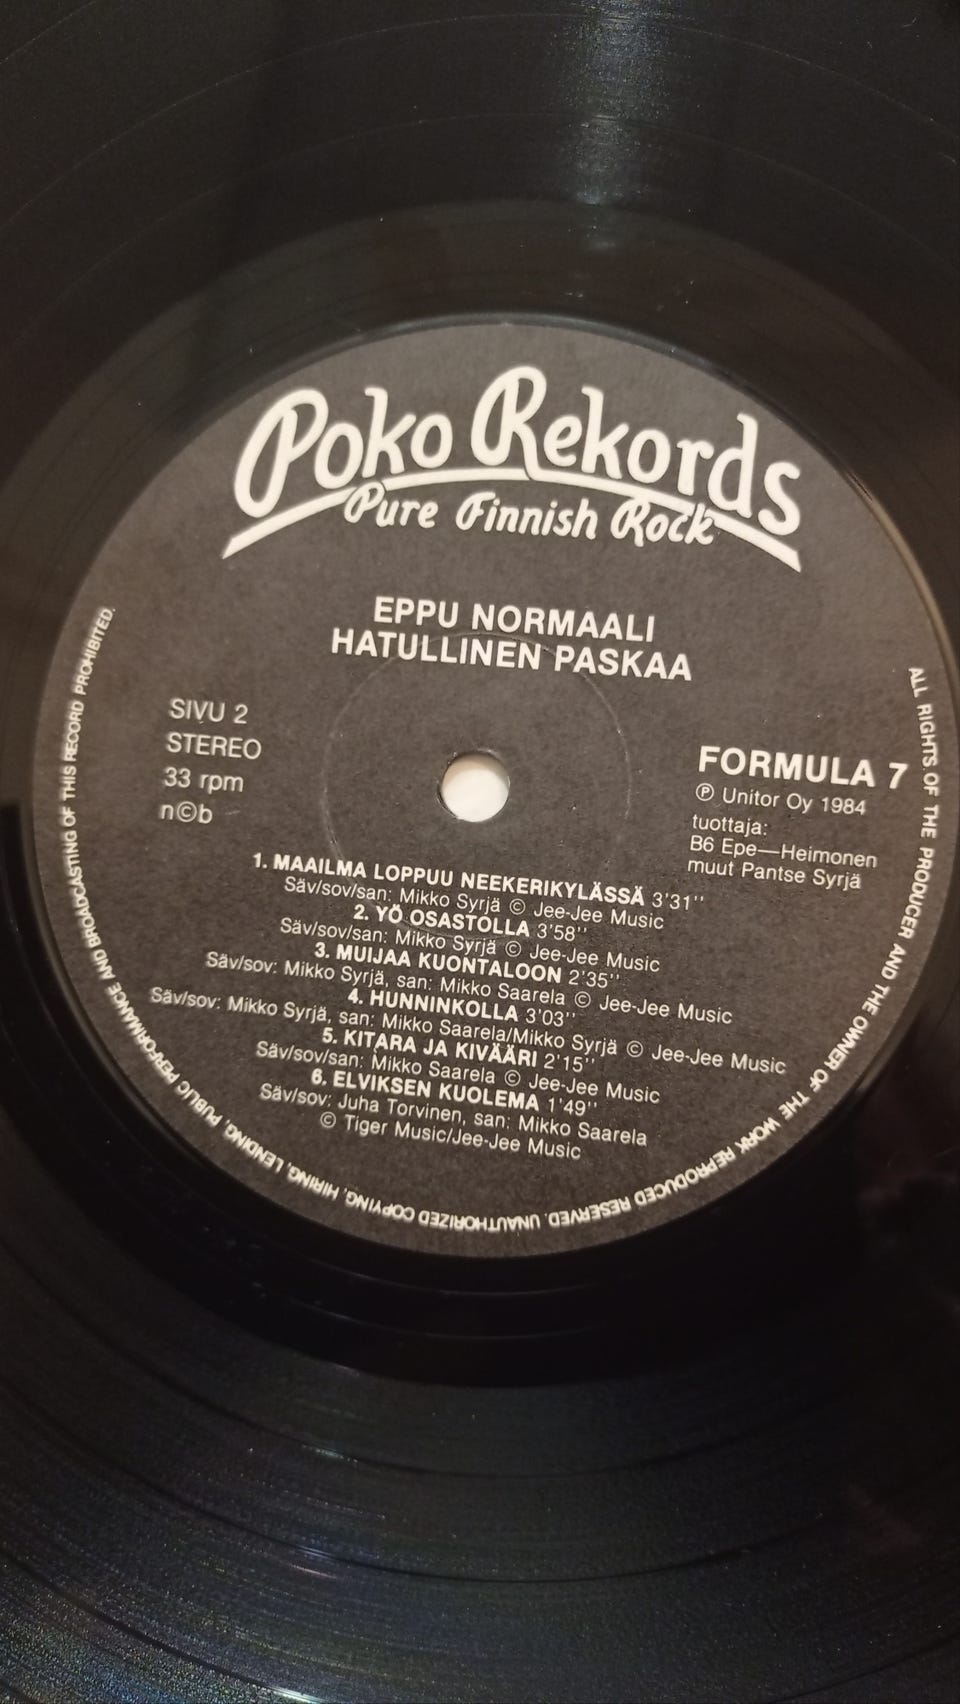 Poko Rekords
Pure Finnish Rock
EPPU NORMAALI
HATULLINEN PASKAA
SIVU 2
STEREO
33 rpm
n©b
FORMULA 7
℗ Unitor Oy 1984
tuottaja:
B6 Epe—Heimonen
muut Pantse Syrjä
1. MAAILMA LOPPUU NEEKERIKYLÄSSÄ 3'31''
Säv/sov/san: Mikko Syrjä © Jee-Jee Music
2. YÖ OSASTOLLA 3'58''
Säv/sov/san: Mikko Syrjä © Jee-Jee Music
3. MUIJAA KUONTALOON 2'35''
Säv/sov: Mikko Syrjä, san: Mikko Saarela © Jee-Jee Music
4. HUNNINKOLLA 3'03''
Säv/sov: Mikko Syrjä, san: Mikko Saarela/Mikko Syrjä © Jee-Jee Music
5. KITARA JA KIVÄÄRI 2'15''
Säv/sov/san: Mikko Saarela © Jee-Jee Music
6. ELVIKSEN KUOLEMA 1'49''
Säv/sov: Juha Torvinen, san: Mikko Saarela
© Tiger Music/Jee-Jee Music
ALL RIGHTS OF THE PRODUCER AND THE OWNER OF THE WORK REPRODUCED RESERVED. UNAUTHORIZED COPYING, HIRING, LENDING, PUBLIC PERFORMANCE AND BROADCASTING OF THIS RECORD PROHIBITED.